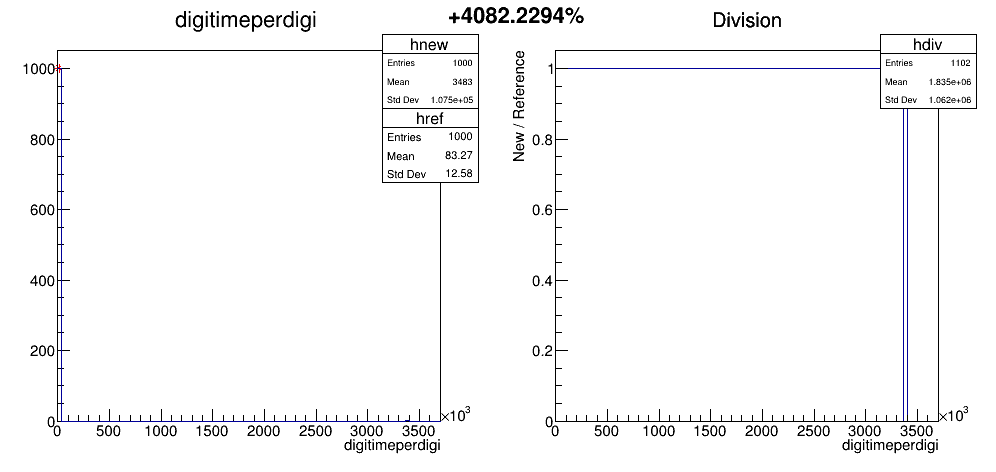 digitimeperdigi
+4082.2294%
Division
hnew
Entries 1000
Mean 3483
Std Dev 1.075e+05
href
Entries 1000
Mean 83.27
Std Dev 12.58
1000
800
600
400
200
0
0 500 1000 1500 2000 2500 3000 3500
×10³
digitimeperdigi
hdiv
Entries 1102
Mean 1.835e+06
Std Dev 1.062e+06
New / Reference
1
0.8
0.6
0.4
0.2
0
0 500 1000 1500 2000 2500 3000 3500
×10³
digitimeperdigi